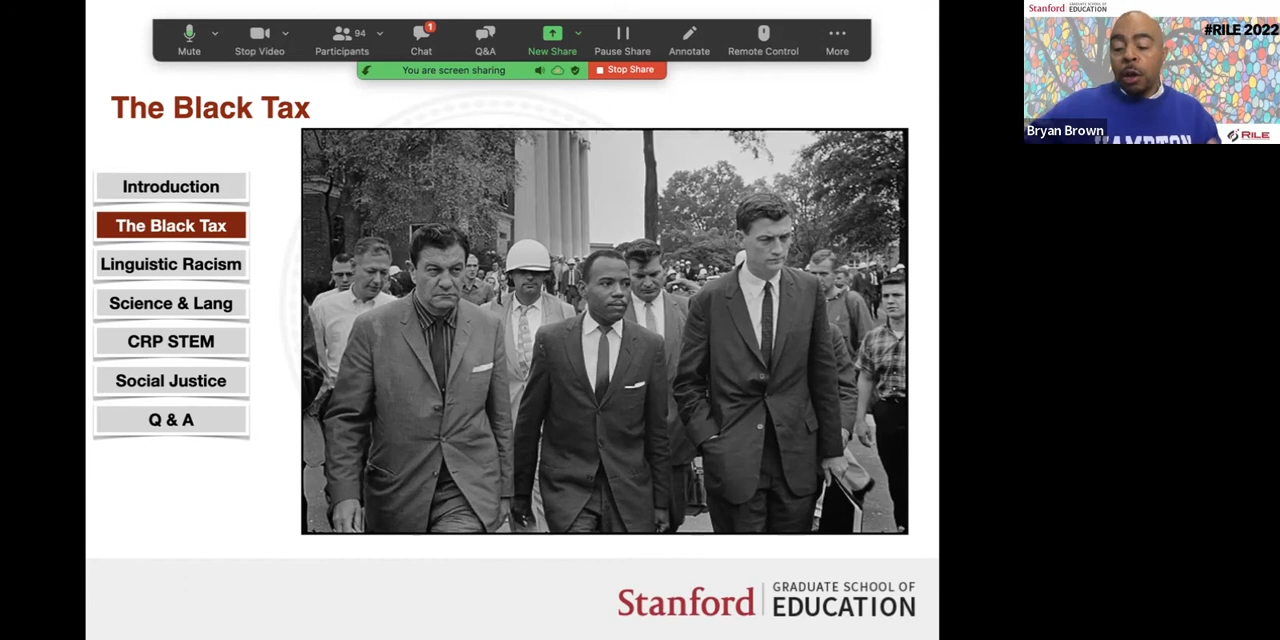 Mute
Stop Video
Participants
94
Chat
1
Q&A
New Share
Pause Share
Annotate
Remote Control
More
You are screen sharing
Stop Share
The Black Tax
Introduction
The Black Tax
Linguistic Racism
Science & Lang
CRP STEM
Social Justice
Q & A
Stanford
GRADUATE SCHOOL OF
EDUCATION
Stanford
GRADUATE SCHOOL OF
EDUCATION
#RILE 2022
Bryan Brown
HAMPTON
RILE